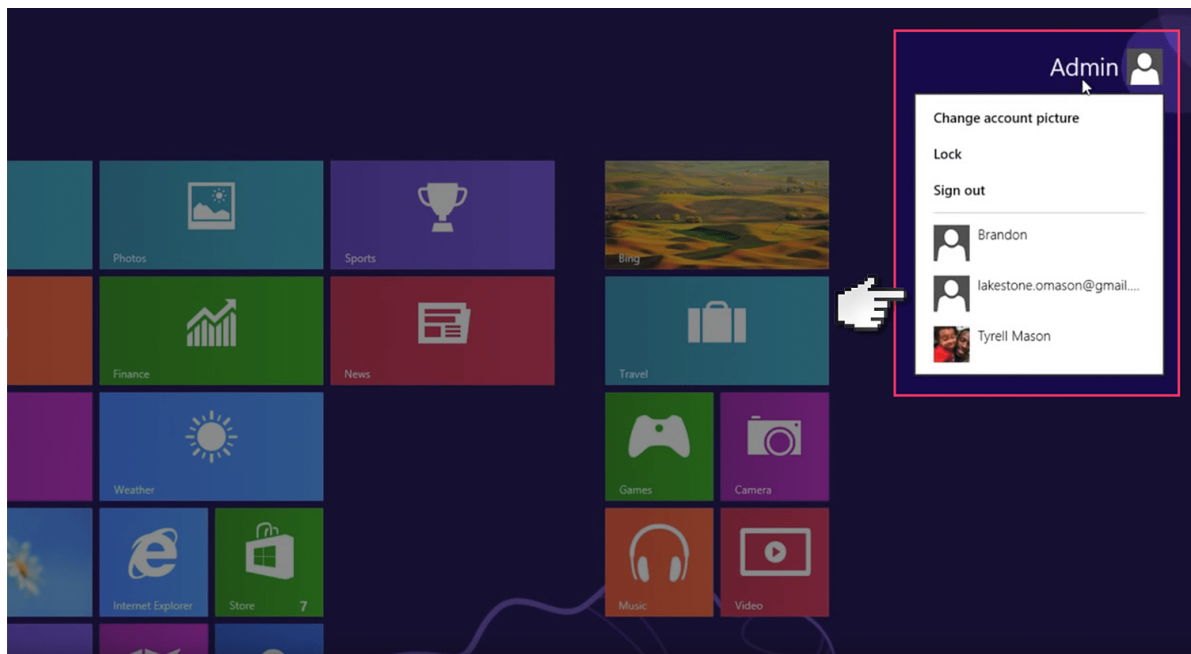 Admin
Change account picture
Lock
Sign out
Brandon
lakestone.omason@gmail....
Tyrell Mason
Photos
Sports
Bing
Finance
News
Travel
Weather
Games
Camera
Internet Explorer
Store 7
Music
Video